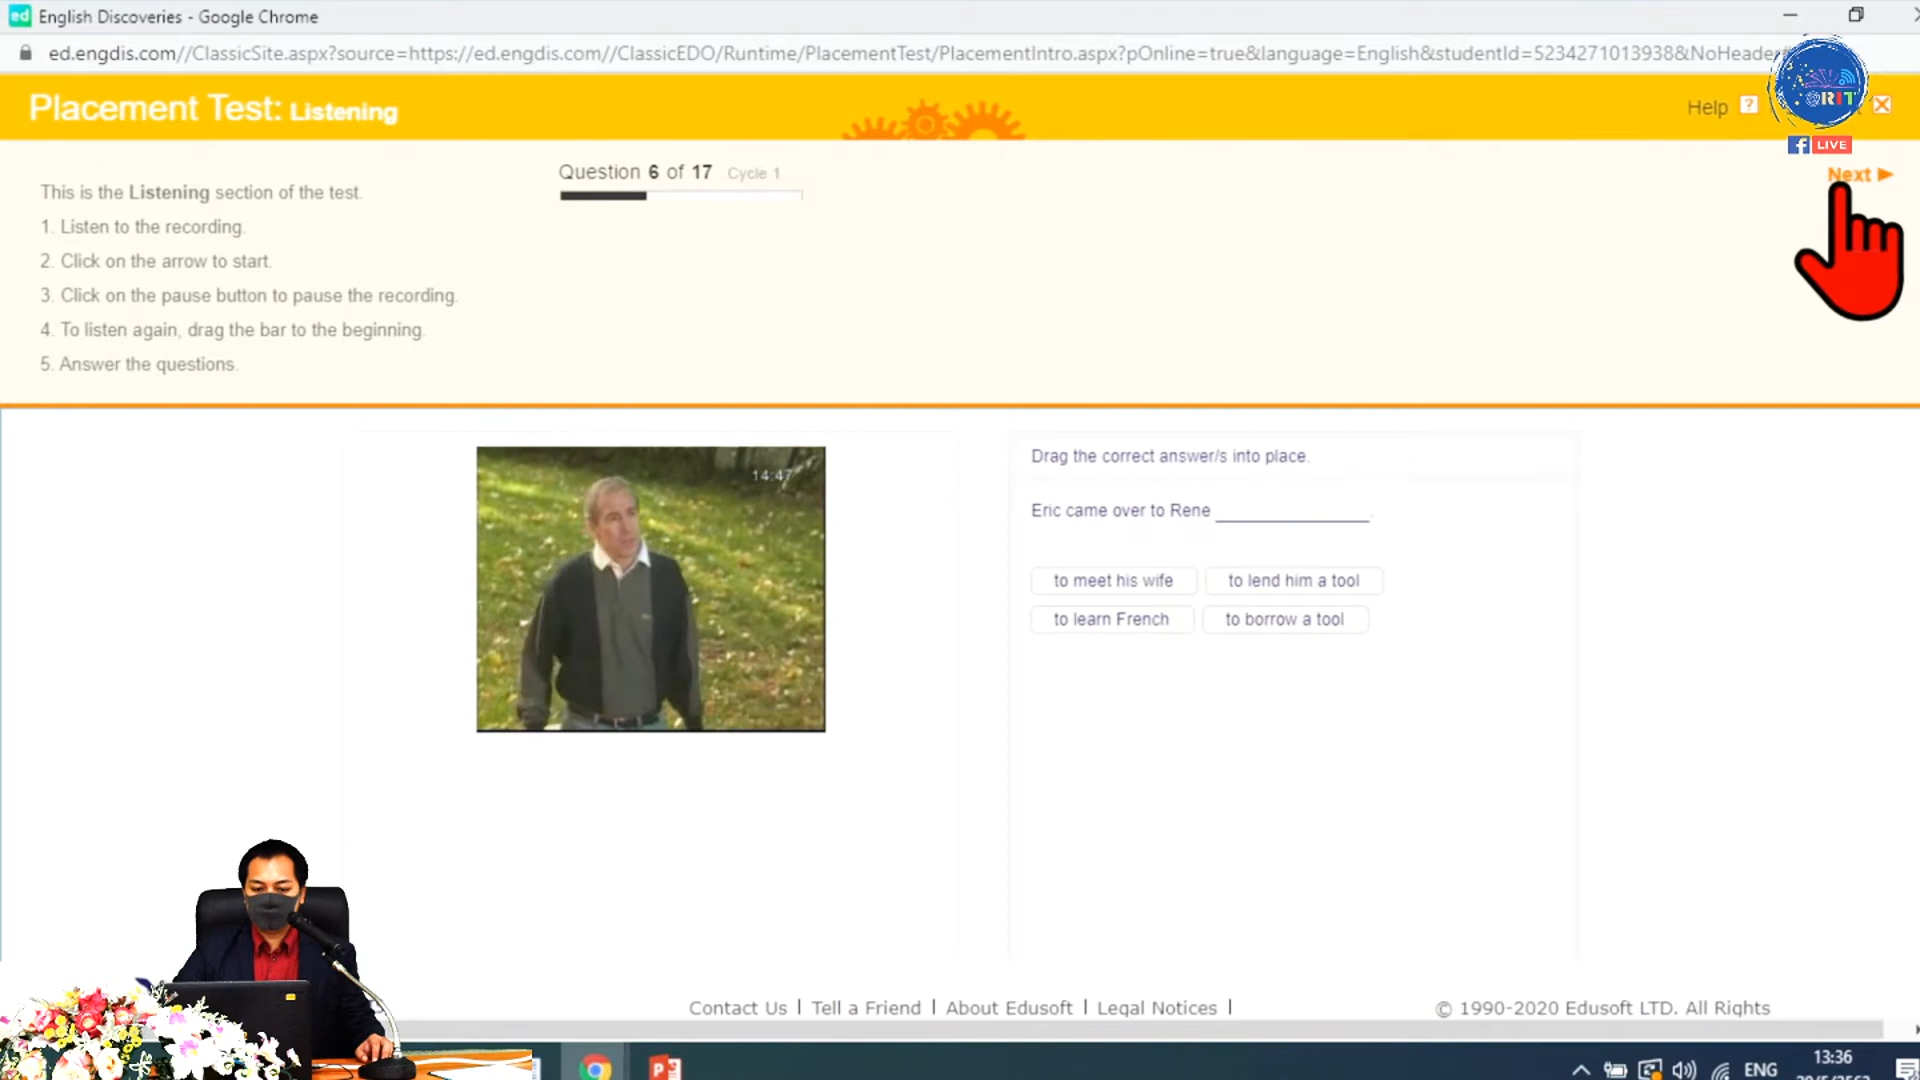 ed English Discoveries - Google Chrome
ed.engdis.com//ClassicSite.aspx?source=https://ed.engdis.com//ClassicEDO/Runtime/PlacementTest/PlacementIntro.aspx?pOnline=true&language=English&studentId=5234271013938&NoHeader
Placement Test: Listening
Help ?
ORIT
f LIVE
Next
Question 6 of 17 Cycle 1
This is the Listening section of the test.
1. Listen to the recording.
2. Click on the arrow to start.
3. Click on the pause button to pause the recording.
4. To listen again, drag the bar to the beginning.
5. Answer the questions.
14:47
Drag the correct answer/s into place.
Eric came over to Rene ______________.
to meet his wife
to lend him a tool
to learn French
to borrow a tool
Contact Us | Tell a Friend | About Edusoft | Legal Notices |
© 1990-2020 Edusoft LTD. All Rights
P
ENG
13:36